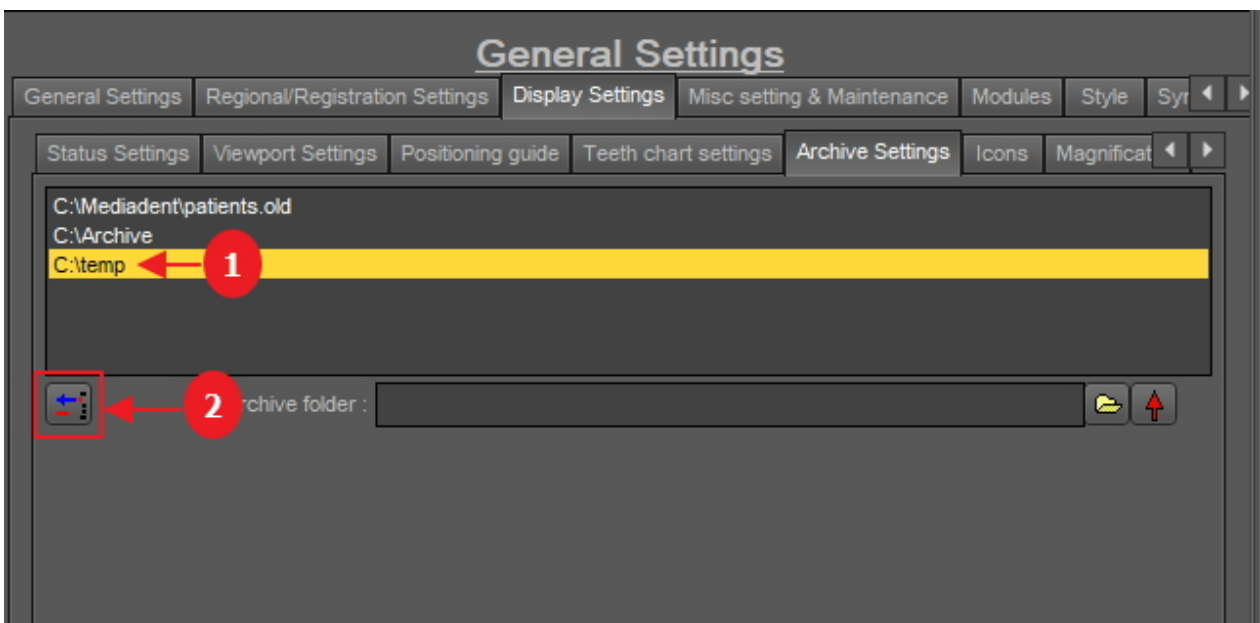 General Settings
General Settings Regional/Registration Settings Display Settings Misc setting & Maintenance Modules Style
Status Settings Viewport Settings Positioning guide Teeth chart settings Archive Settings Icons Magnificat
C:\Mediadent\patients.old
C:\Archive
C:\temp 1
2 rchive folder :